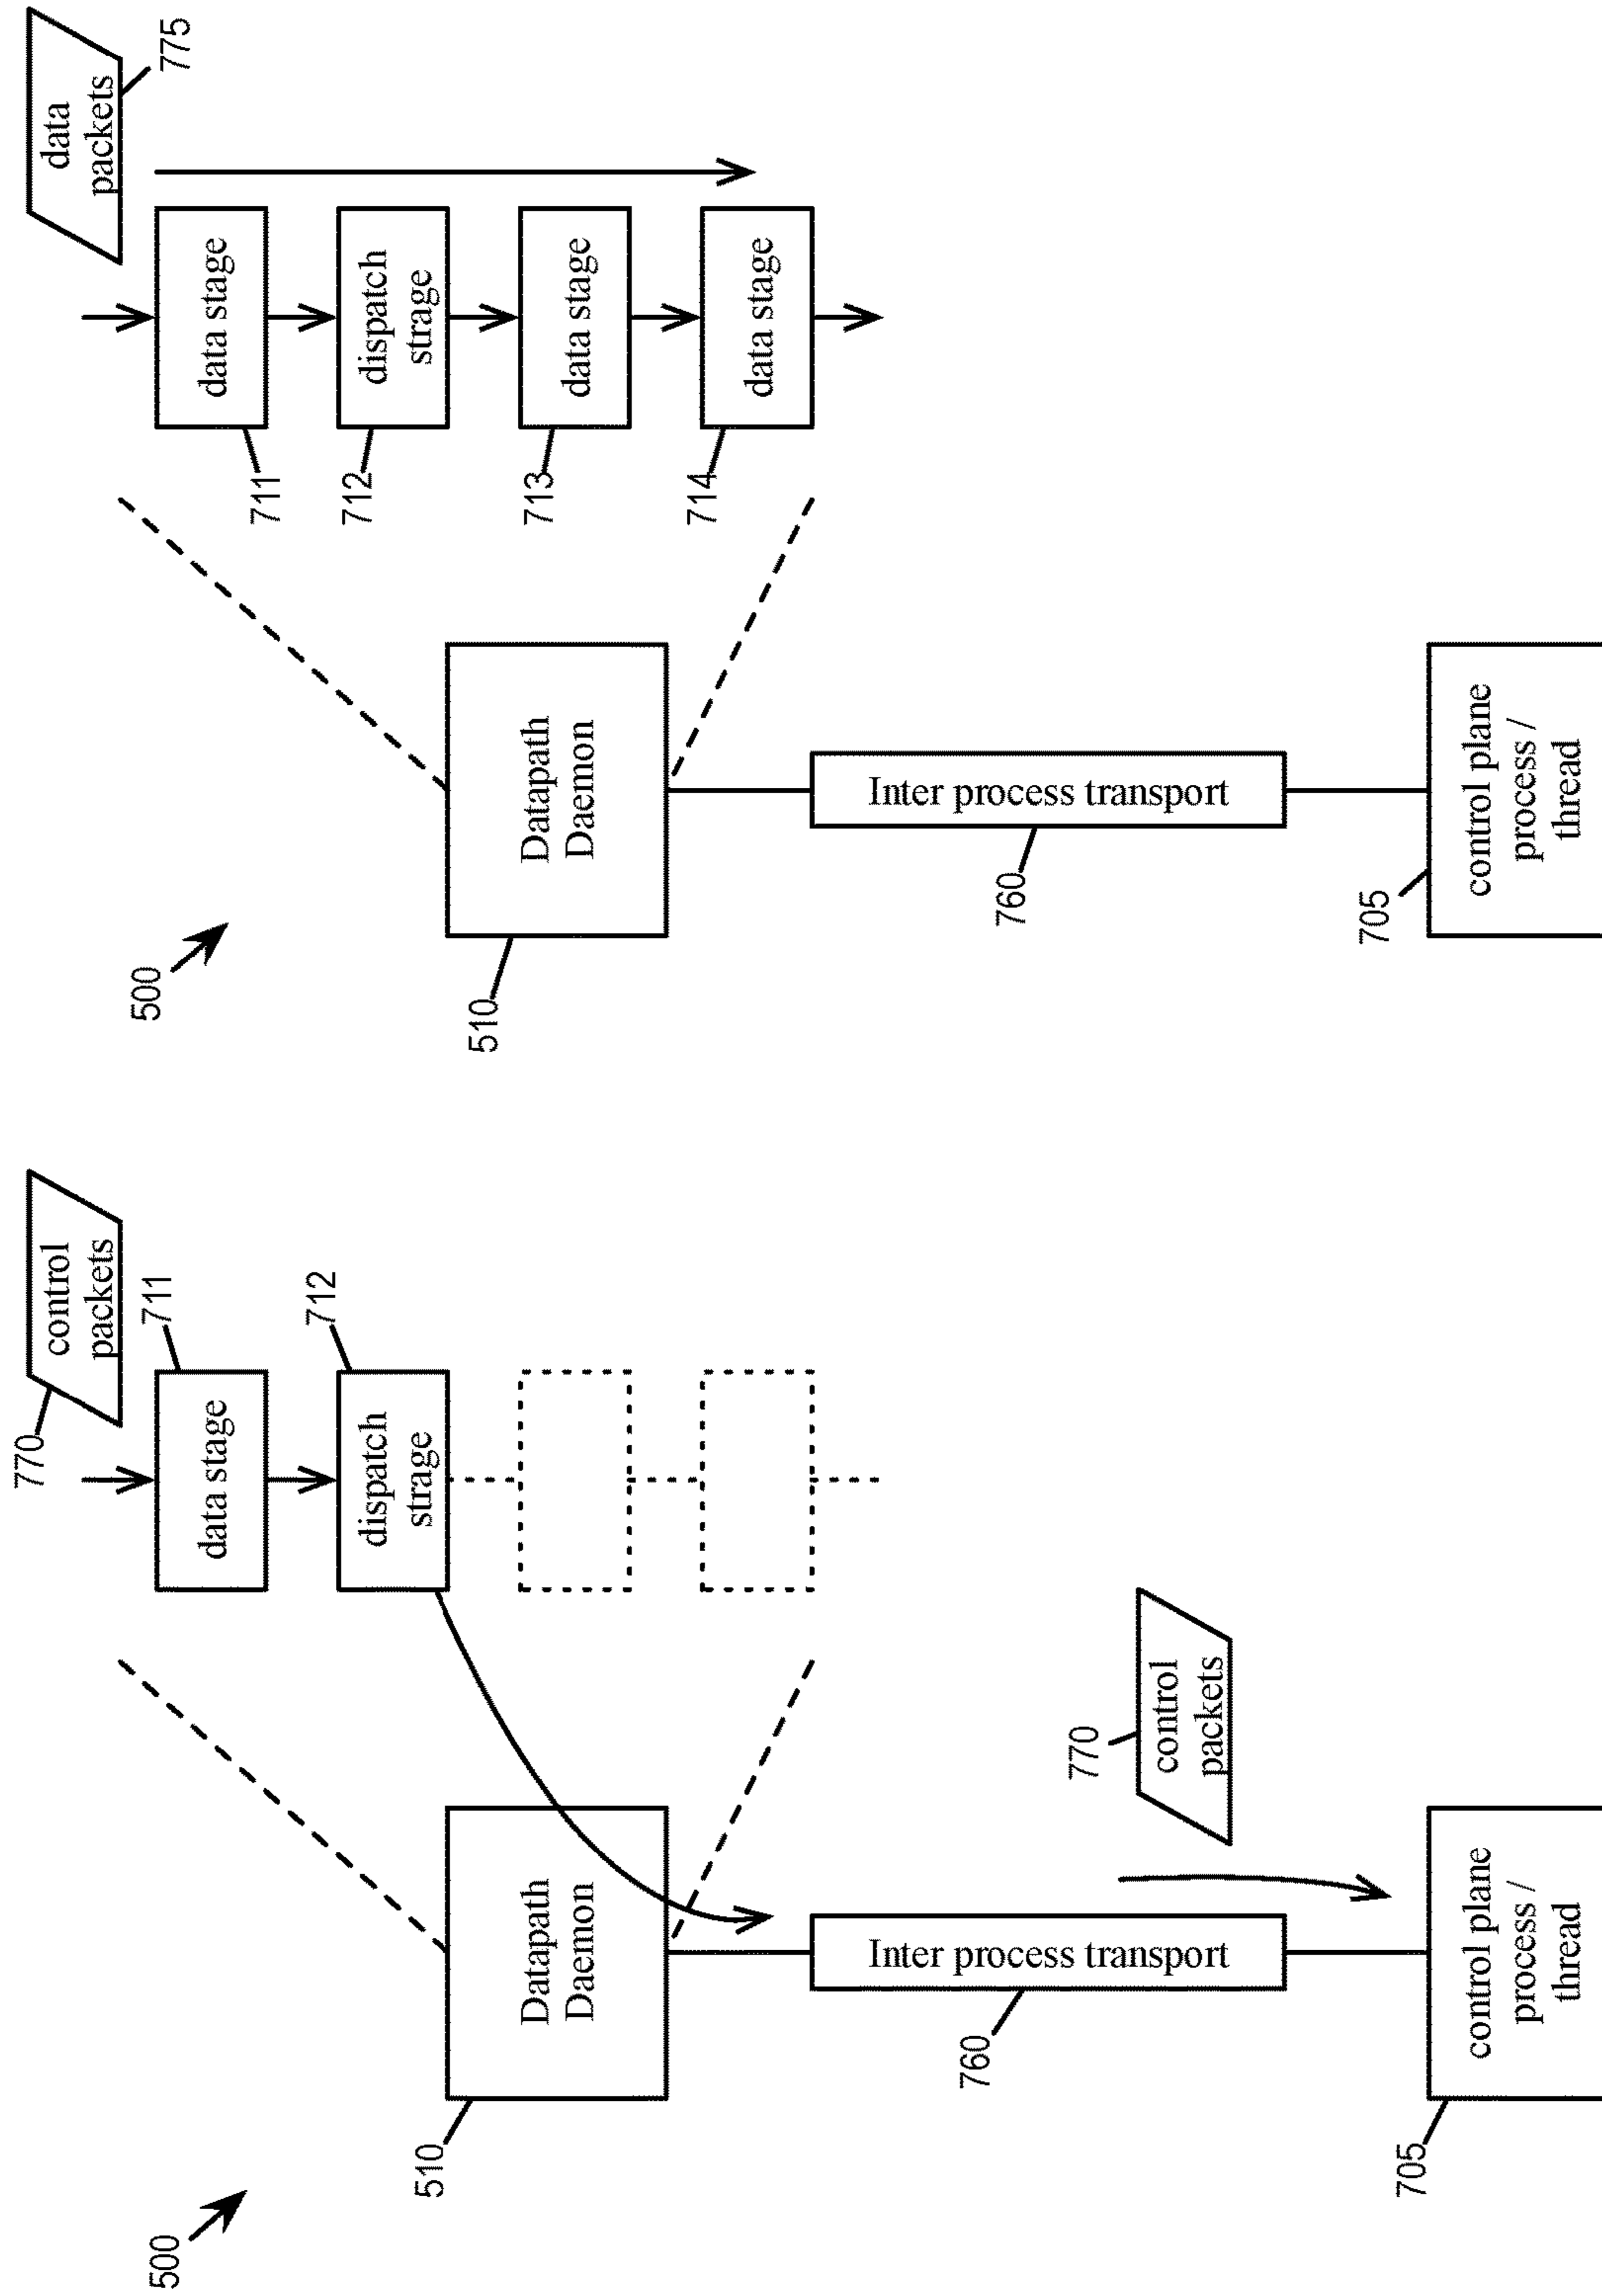 500
510
Datapath
Daemon
770
control
packets
711
data stage
712
dispatch
strage
760
Inter process transport
770
control
packets
705
control plane
process /
thread
500
510
Datapath
Daemon
data
packets
775
711
data stage
712
dispatch
strage
713
data stage
714
data stage
760
Inter process transport
705
control plane
process /
thread